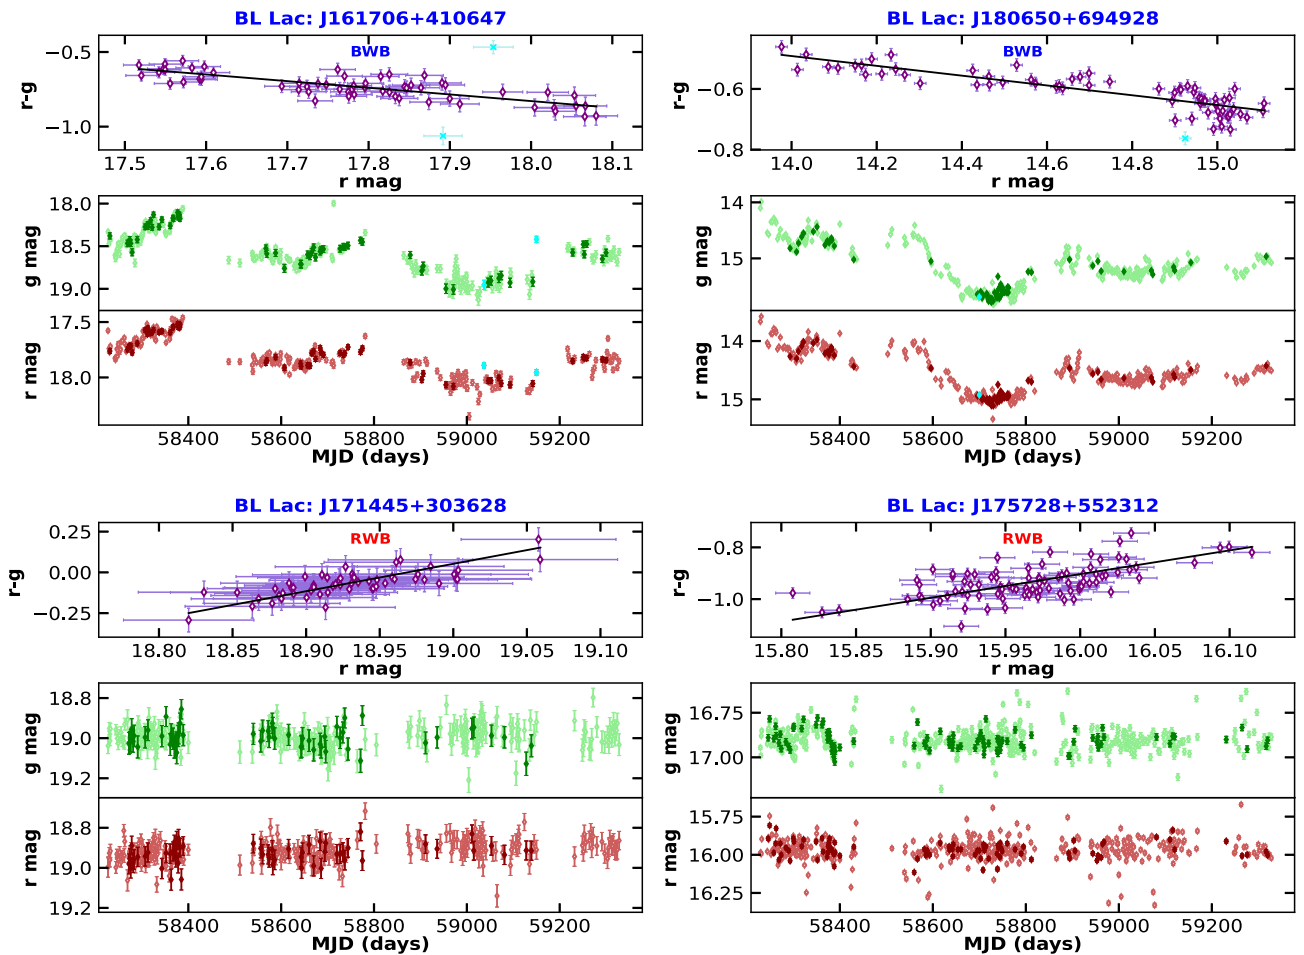 BL Lac: J161706+410647
BWB
r-g
−0.5
−1.0
17.5 17.6 17.7 17.8 17.9 18.0 18.1
r mag
g mag
18.0
18.5
19.0
r mag
17.5
18.0
58400 58600 58800 59000 59200
MJD (days)
BL Lac: J180650+694928
BWB
r-g
−0.6
−0.8
14.0 14.2 14.4 14.6 14.8 15.0
r mag
g mag
14
15
r mag
14
15
58400 58600 58800 59000 59200
MJD (days)
BL Lac: J171445+303628
RWB
r-g
0.25
0.00
−0.25
18.80 18.85 18.90 18.95 19.00 19.05 19.10
r mag
g mag
18.8
19.0
19.2
r mag
18.8
19.0
19.2
58400 58600 58800 59000 59200
MJD (days)
BL Lac: J175728+552312
RWB
r-g
−0.8
−1.0
15.80 15.85 15.90 15.95 16.00 16.05 16.10
r mag
g mag
16.75
17.00
r mag
15.75
16.00
16.25
58400 58600 58800 59000 59200
MJD (days)